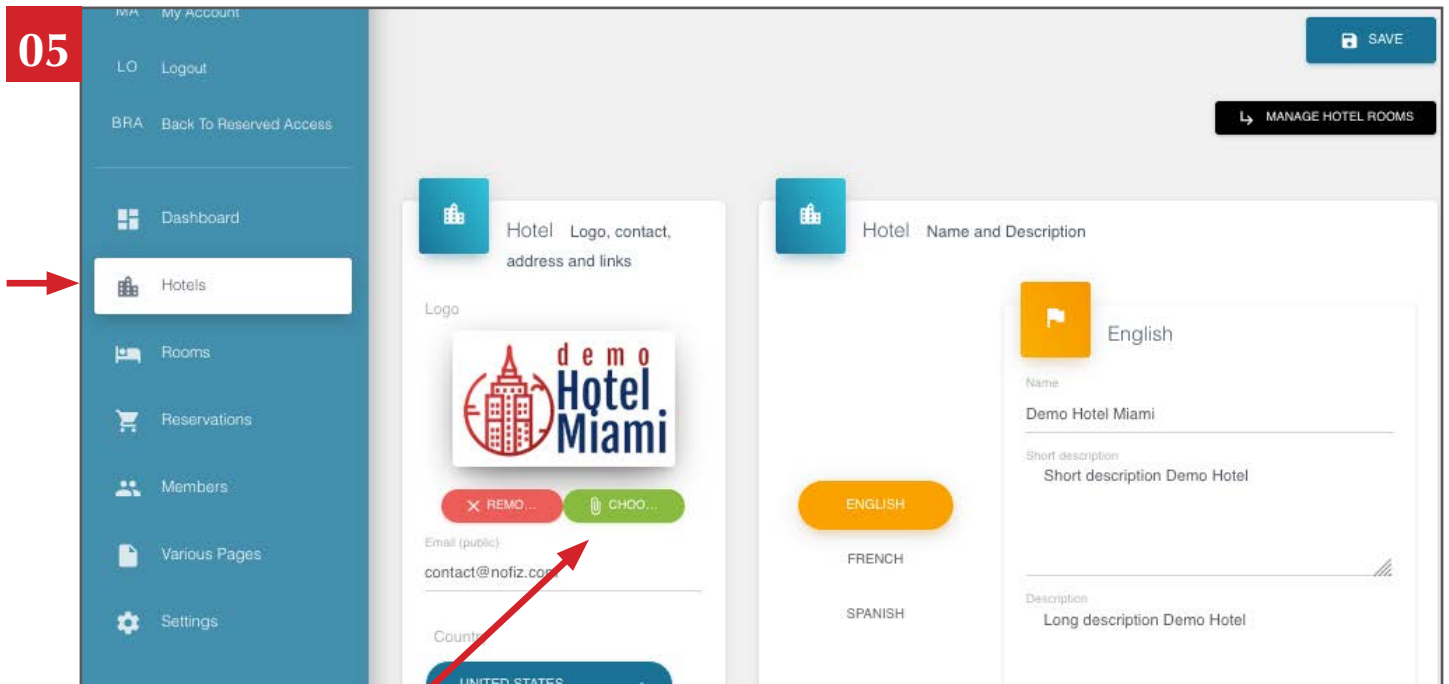 05
MA My Account
LO Logout
BRA Back To Reserved Access
Dashboard
Hotels
Rooms
Reservations
Members
Various Pages
Settings
SAVE
MANAGE HOTEL ROOMS
Hotel Logo, contact,
address and links
Logo
demo
Hotel
Miami
REMO...
CHOO...
Email (public)
contact@nofiz.com
Country
UNITED STATES
Hotel Name and Description
ENGLISH
FRENCH
SPANISH
English
Name
Demo Hotel Miami
Short description
Short description Demo Hotel
Description
Long description Demo Hotel